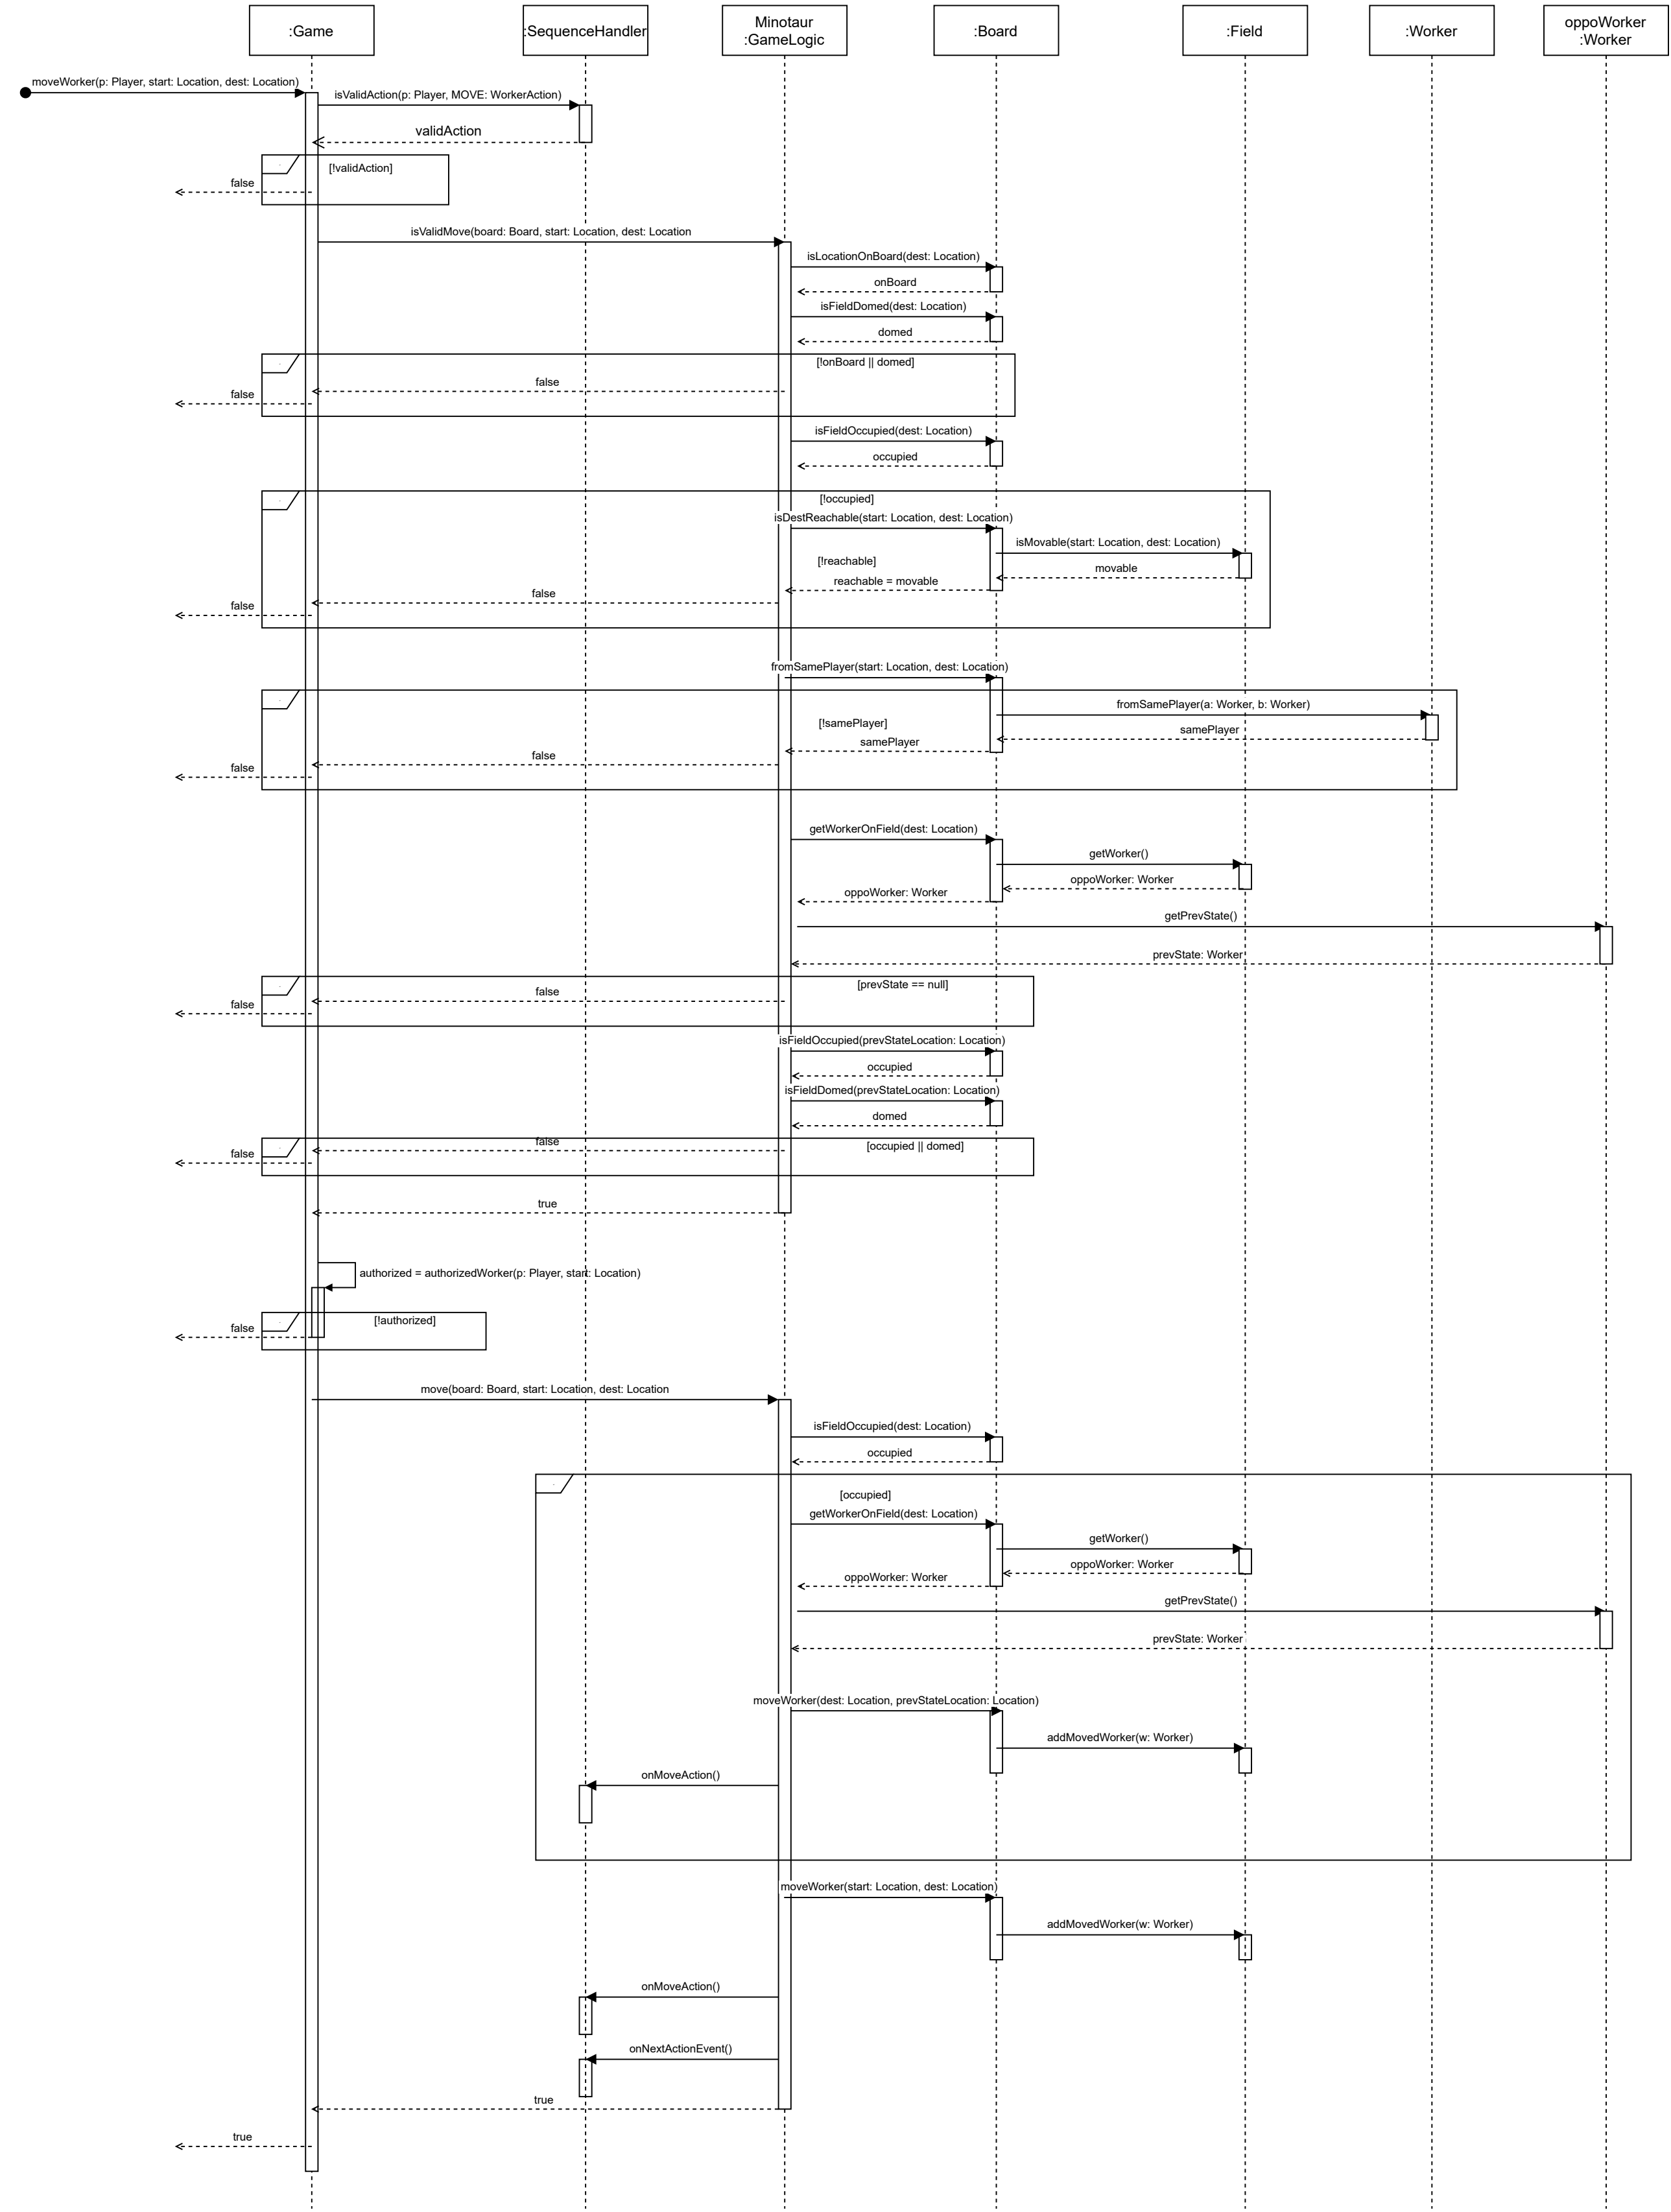 :Game
:SequenceHandler
Minotaur
:GameLogic
:Board
:Field
:Worker
oppoWorker
:Worker
moveWorker(p: Player, start: Location, dest: Location)
isValidAction(p: Player, MOVE: WorkerAction)
validAction
[!validAction]
false
isValidMove(board: Board, start: Location, dest: Location
isLocationOnBoard(dest: Location)
onBoard
isFieldDomed(dest: Location)
domed
[!onBoard || domed]
false
false
isFieldOccupied(dest: Location)
occupied
[!occupied]
isDestReachable(start: Location, dest: Location)
isMovable(start: Location, dest: Location)
[!reachable]
movable
reachable = movable
false
false
fromSamePlayer(start: Location, dest: Location)
fromSamePlayer(a: Worker, b: Worker)
[!samePlayer]
samePlayer
samePlayer
false
false
getWorkerOnField(dest: Location)
getWorker()
oppoWorker: Worker
oppoWorker: Worker
getPrevState()
prevState: Worker
[prevState == null]
false
false
isFieldOccupied(prevStateLocation: Location)
occupied
isFieldDomed(prevStateLocation: Location)
domed
false
[occupied || domed]
false
true
authorized = authorizedWorker(p: Player, start: Location)
[!authorized]
false
move(board: Board, start: Location, dest: Location
isFieldOccupied(dest: Location)
occupied
[occupied]
getWorkerOnField(dest: Location)
getWorker()
oppoWorker: Worker
oppoWorker: Worker
getPrevState()
prevState: Worker
moveWorker(dest: Location, prevStateLocation: Location)
addMovedWorker(w: Worker)
onMoveAction()
moveWorker(start: Location, dest: Location)
addMovedWorker(w: Worker)
onMoveAction()
onNextActionEvent()
true
true